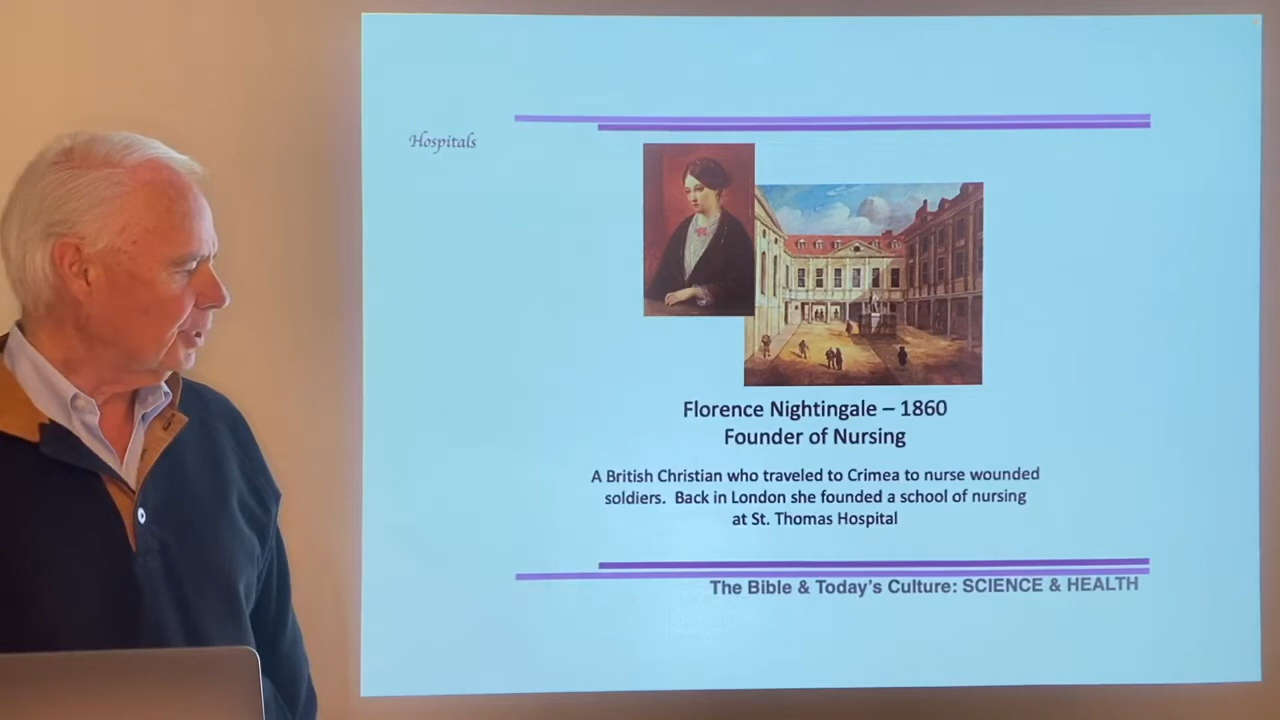 Hospitals
Florence Nightingale – 1860
Founder of Nursing
A British Christian who traveled to Crimea to nurse wounded
soldiers. Back in London she founded a school of nursing
at St. Thomas Hospital
The Bible & Today's Culture: SCIENCE & HEALTH